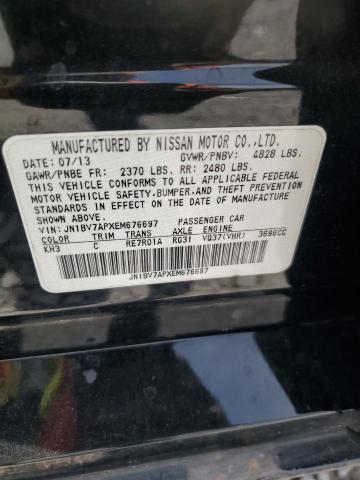 MANUFACTURED BY NISSAN MOTOR CO.,LTD.
DATE: 07/13 GVWR/PNBV: 4828 LBS.
GAWR/PNBE FR: 2370 LBS. RR: 2480 LBS.
THIS VEHICLE CONFORMS TO ALL APPLICABLE FEDERAL
MOTOR VEHICLE SAFETY, BUMPER, AND THEFT PREVENTION
STANDARDS IN EFFECT ON THE DATE OF MANUFACTURE
SHOWN ABOVE.
VIN: JN1BV7APXEM676697 PASSENGER CAR
COLOR TRIM TRANS AXLE ENGINE
KH3 C RE7R01A RG31 VQ37(VHR) 3696CC
JN1BV7APXEM676697